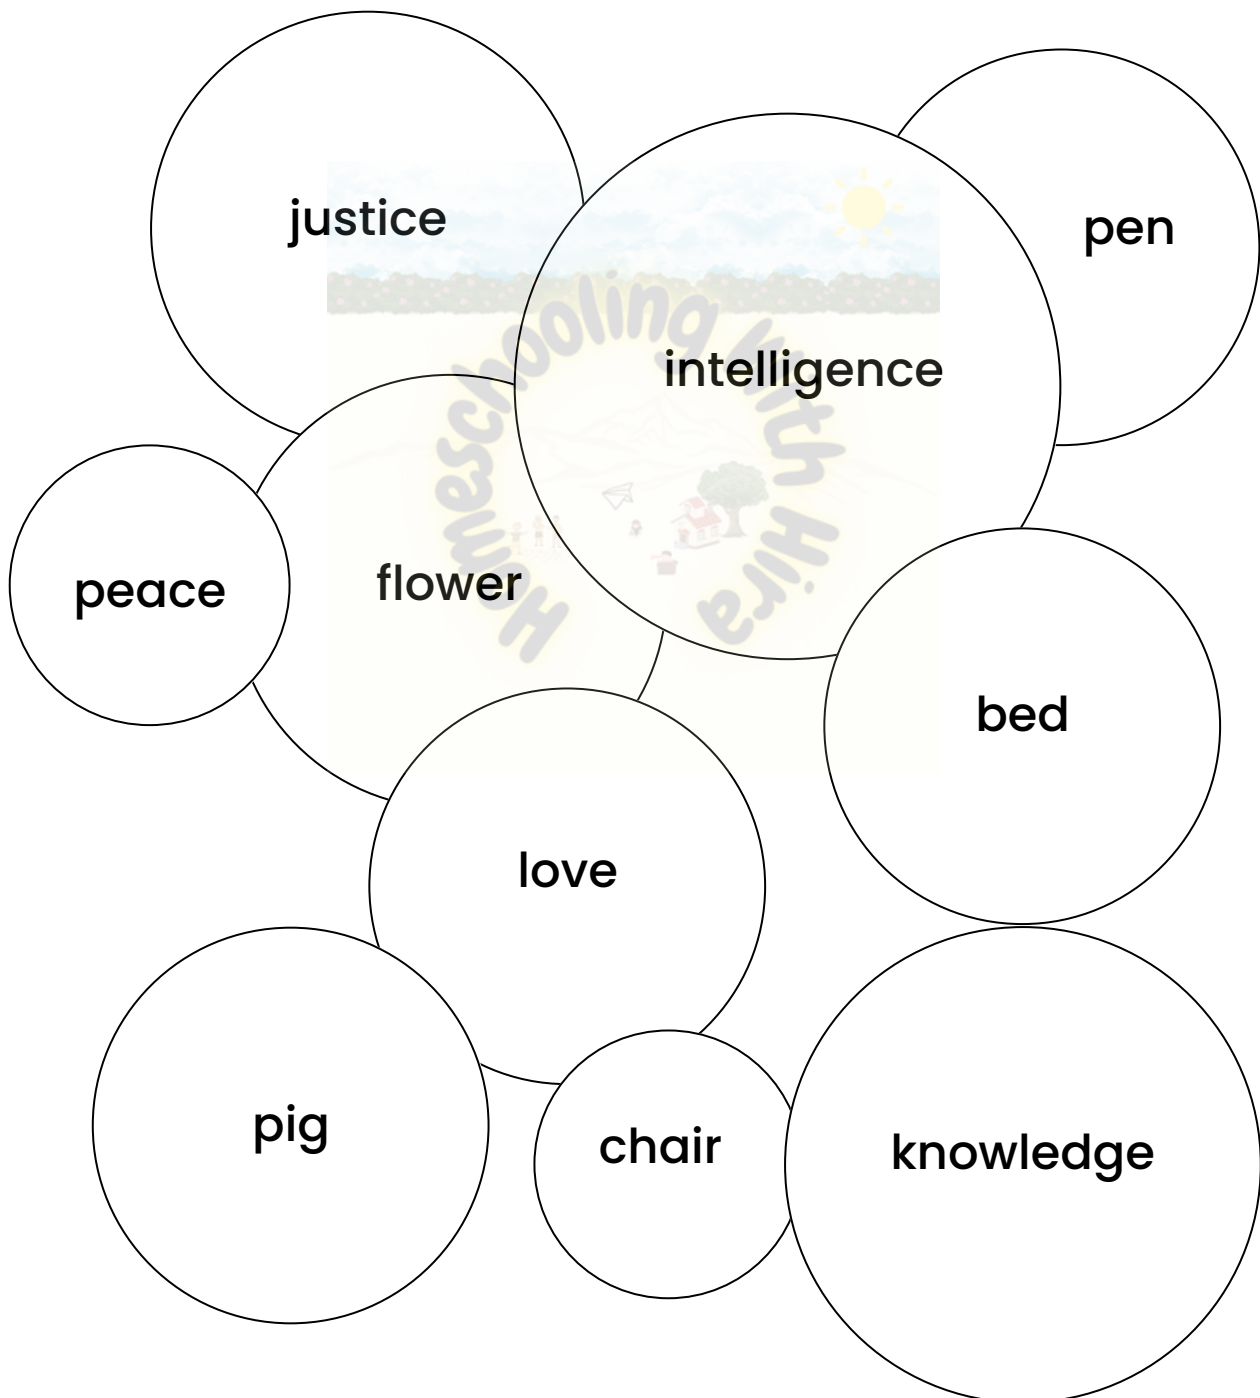 justice
pen
intelligence
Homeschooling with Hira
peace
flower
bed
love
pig
chair
knowledge